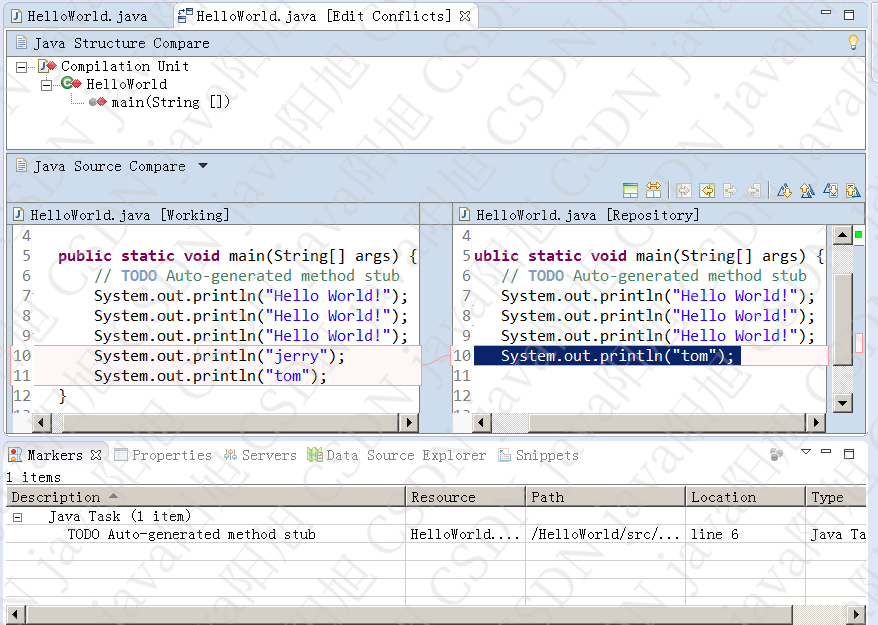 HelloWorld.java
HelloWorld.java [Edit Conflicts]
Java Structure Compare
Compilation Unit
HelloWorld
main(String [])
Java Source Compare
HelloWorld.java [Working]
4
5 public static void main(String[] args) {
6 // TODO Auto-generated method stub
7 System.out.println("Hello World!");
8 System.out.println("Hello World!");
9 System.out.println("Hello World!");
10 System.out.println("jerry");
11 System.out.println("tom");
12 }
HelloWorld.java [Repository]
4
5 ublic static void main(String[] args) {
6 // TODO Auto-generated method stub
7 System.out.println("Hello World!");
8 System.out.println("Hello World!");
9 System.out.println("Hello World!");
10 System.out.println("tom");
11
12
Markers
Properties
Servers
Data Source Explorer
Snippets
1 items
Description Resource Path Location Type
Java Task (1 item)
TODO Auto-generated method stub HelloWorld.... /HelloWorld/src/... line 6 Java Ta
CSDN java阳旭